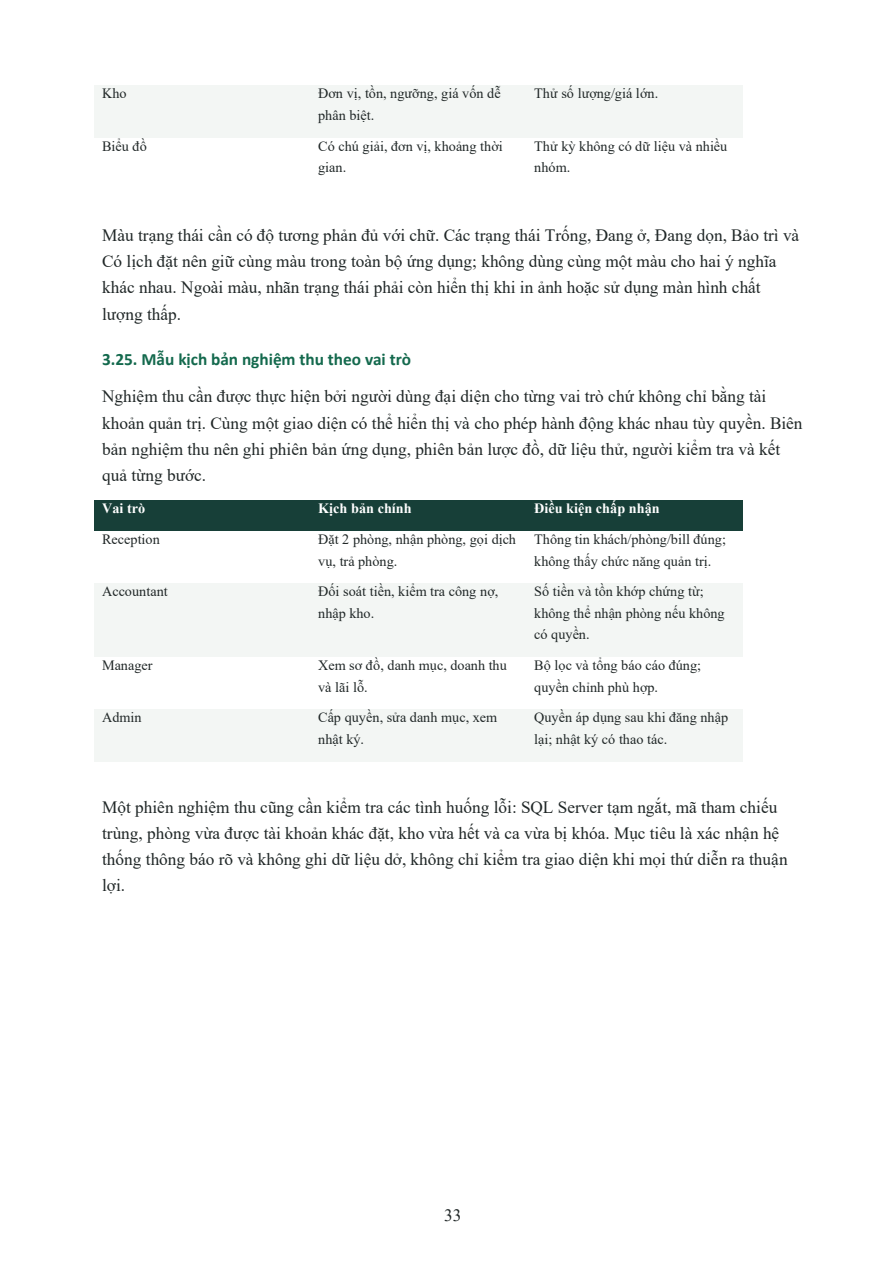 Kho Đơn vị, tồn, ngưỡng, giá vốn dễ Thử số lượng/giá lớn.
phân biệt.
Biểu đồ Có chú giải, đơn vị, khoảng thời Thử kỳ không có dữ liệu và nhiều
gian. nhóm.
Màu trạng thái cần có độ tương phản đủ với chữ. Các trạng thái Trống, Đang ở, Đang dọn, Bảo trì và
Có lịch đặt nên giữ cùng màu trong toàn bộ ứng dụng; không dùng cùng một màu cho hai ý nghĩa
khác nhau. Ngoài màu, nhãn trạng thái phải còn hiển thị khi in ảnh hoặc sử dụng màn hình chất
lượng thấp.
3.25. Mẫu kịch bản nghiệm thu theo vai trò
Nghiệm thu cần được thực hiện bởi người dùng đại diện cho từng vai trò chứ không chỉ bằng tài
khoản quản trị. Cùng một giao diện có thể hiển thị và cho phép hành động khác nhau tùy quyền. Biên
bản nghiệm thu nên ghi phiên bản ứng dụng, phiên bản lược đồ, dữ liệu thử, người kiểm tra và kết
quả từng bước.
Vai trò Kịch bản chính Điều kiện chấp nhận
Reception Đặt 2 phòng, nhận phòng, gọi dịch Thông tin khách/phòng/bill đúng;
vụ, trả phòng. không thấy chức năng quản trị.
Accountant Đối soát tiền, kiểm tra công nợ, Số tiền và tồn khớp chứng từ;
nhập kho. không thể nhận phòng nếu không
có quyền.
Manager Xem sơ đồ, danh mục, doanh thu Bộ lọc và tổng báo cáo đúng;
và lãi lỗ. quyền chỉnh phù hợp.
Admin Cấp quyền, sửa danh mục, xem Quyền áp dụng sau khi đăng nhập
nhật ký. lại; nhật ký có thao tác.
Một phiên nghiệm thu cũng cần kiểm tra các tình huống lỗi: SQL Server tạm ngắt, mã tham chiếu
trùng, phòng vừa được tài khoản khác đặt, kho vừa hết và ca vừa bị khóa. Mục tiêu là xác nhận hệ
thống thông báo rõ và không ghi dữ liệu dở, không chỉ kiểm tra giao diện khi mọi thứ diễn ra thuận
lợi.
33